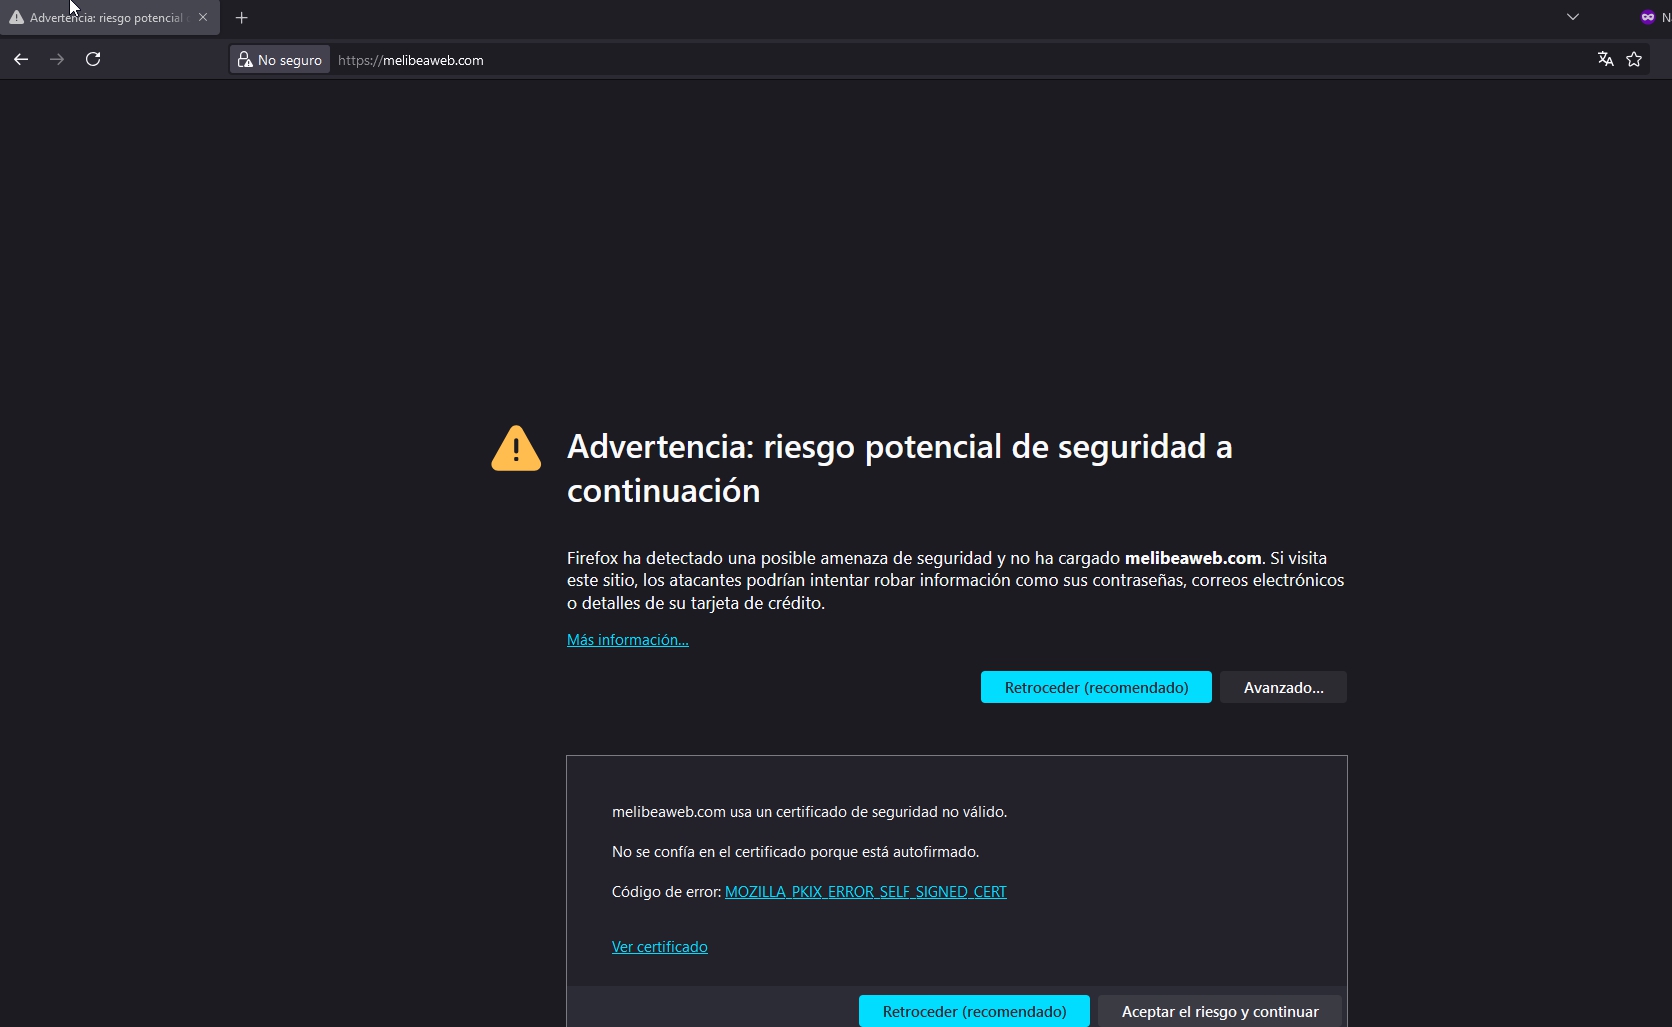 Advertencia: riesgo potencial
No seguro
https://melibeaweb.com
Advertencia: riesgo potencial de seguridad a
continuación
Firefox ha detectado una posible amenaza de seguridad y no ha cargado melibeaweb.com. Si visita
este sitio, los atacantes podrían intentar robar información como sus contraseñas, correos electrónicos
o detalles de su tarjeta de crédito.
Más información...
Retroceder (recomendado)
Avanzado...
melibeaweb.com usa un certificado de seguridad no válido.
No se confía en el certificado porque está autofirmado.
Código de error: MOZILLA_PKIX_ERROR_SELF_SIGNED_CERT
Ver certificado
Retroceder (recomendado)
Aceptar el riesgo y continuar